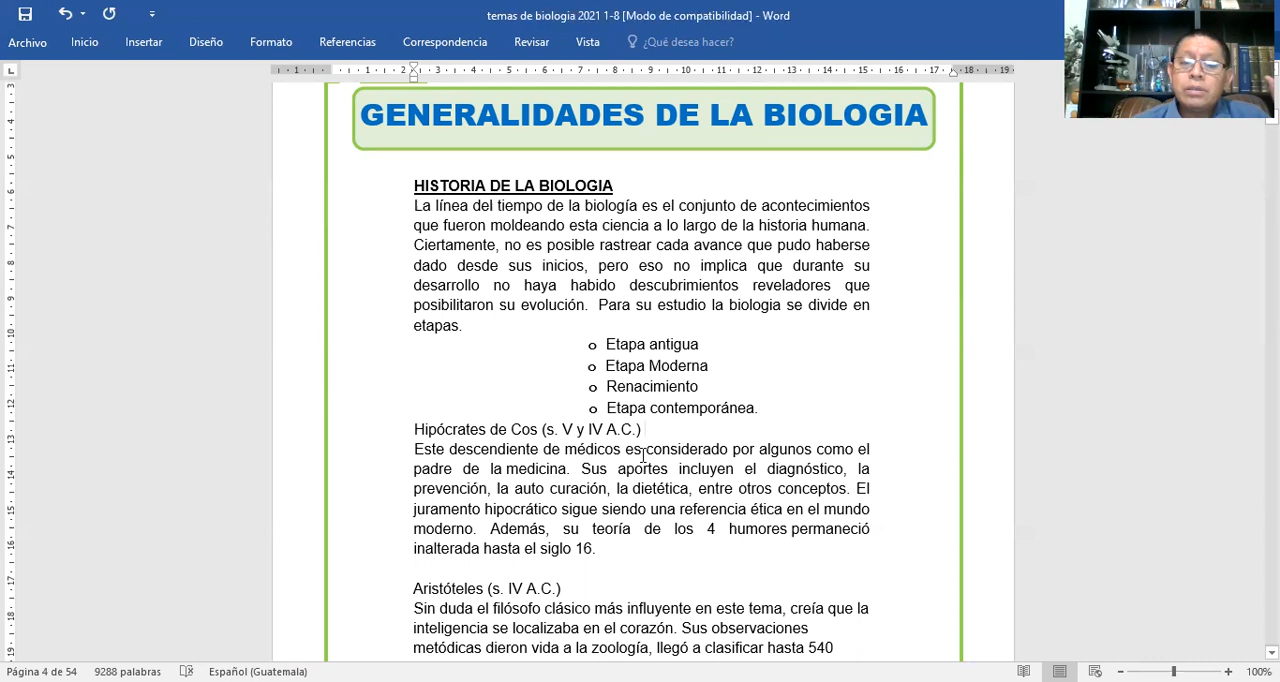 temas de biologia 2021 1-8 [Modo de compatibilidad] - Word
Archivo Inicio Insertar Diseño Formato Referencias Correspondencia Revisar Vista ¿Qué desea hacer?
GENERALIDADES DE LA BIOLOGIA
HISTORIA DE LA BIOLOGIA
La línea del tiempo de la biología es el conjunto de acontecimientos
que fueron moldeando esta ciencia a lo largo de la historia humana.
Ciertamente, no es posible rastrear cada avance que pudo haberse
dado desde sus inicios, pero eso no implica que durante su
desarrollo no haya habido descubrimientos reveladores que
posibilitaron su evolución. Para su estudio la biologia se divide en
etapas.
o Etapa antigua
o Etapa Moderna
o Renacimiento
o Etapa contemporánea.
Hipócrates de Cos (s. V y IV A.C.)
Este descendiente de médicos es considerado por algunos como el
padre de la medicina. Sus aportes incluyen el diagnóstico, la
prevención, la auto curación, la dietética, entre otros conceptos. El
juramento hipocrático sigue siendo una referencia ética en el mundo
moderno. Además, su teoría de los 4 humores permaneció
inalterada hasta el siglo 16.
Aristóteles (s. IV A.C.)
Sin duda el filósofo clásico más influyente en este tema, creía que la
inteligencia se localizaba en el corazón. Sus observaciones
metódicas dieron vida a la zoología, llegó a clasificar hasta 540
Página 4 de 54 9288 palabras Español (Guatemala) 100%